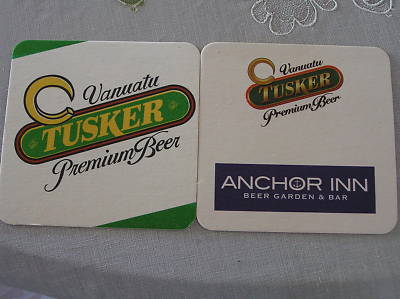 Vanuatu
TUSKER
Premium Beer
Vanuatu
TUSKER
Premium Beer
ANCHOR INN
BEER GARDEN & BAR